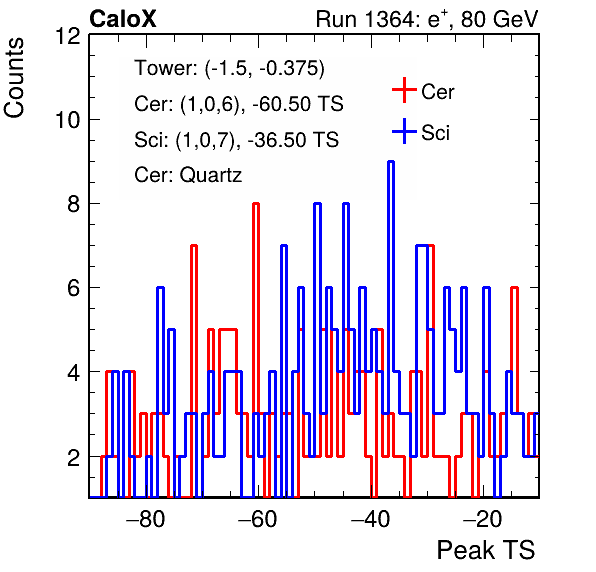 CaloX
Run 1364: e+, 80 GeV
Counts
12
10
8
6
4
2
Tower: (-1.5, -0.375)
Cer: (1,0,6), -60.50 TS
Sci: (1,0,7), -36.50 TS
Cer: Quartz
Cer
Sci
−80
−60
−40
−20
Peak TS